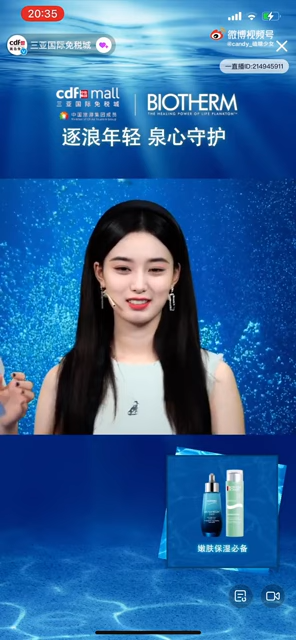 20:35
三亚国际免税城
微博视频号
@candy_噜噜小女
一直播ID:214945911
cdf mall
三亚国际免税城
中国旅游集团成员
BIOTHERM
THE HEALING POWER OF LIFE PLANKTON™
逐浪年轻 泉心守护
嫩肤保湿必备